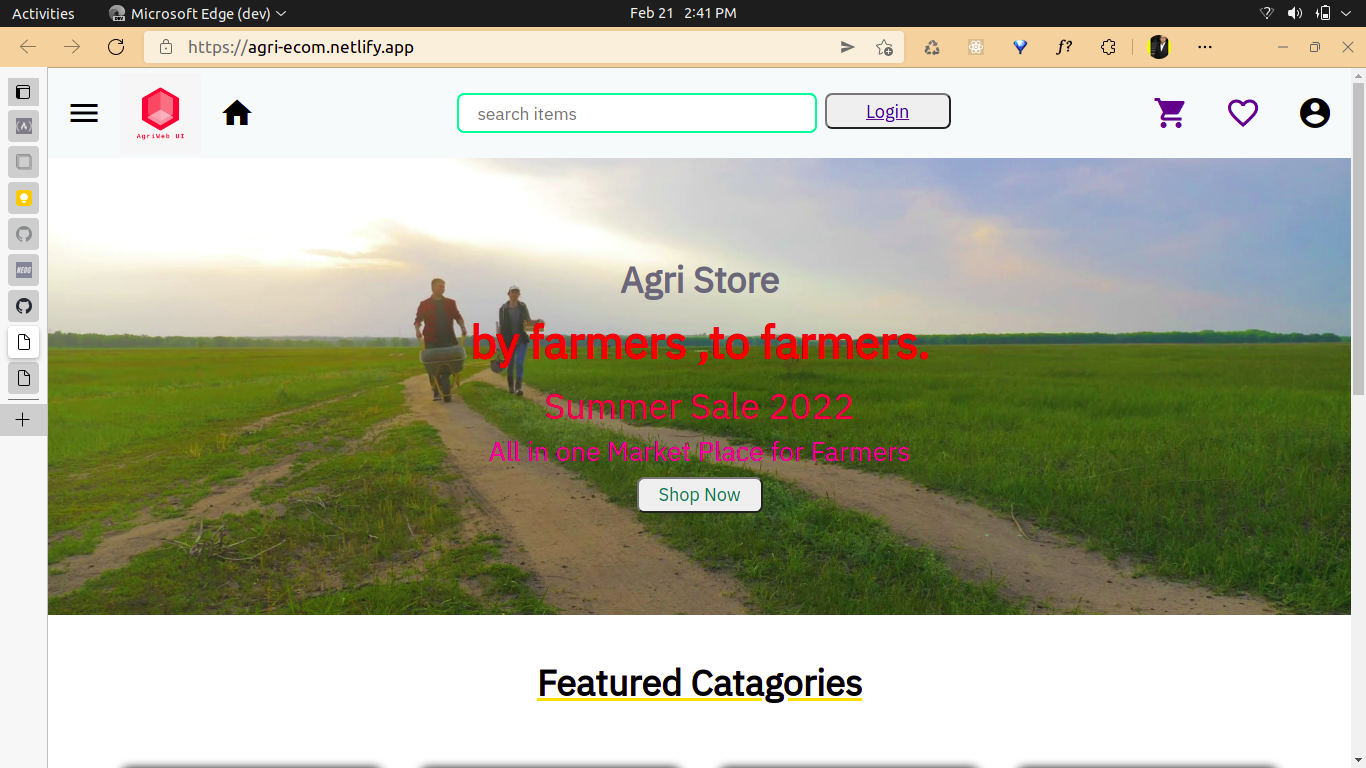 Activities
Microsoft Edge (dev)
Feb 21 2:41 PM
https://agri-ecom.netlify.app
f?
NEOG
AgriWeb UI
search items
Login
Agri Store
by farmers ,to farmers.
Summer Sale 2022
All in one Market Place for Farmers
Shop Now
Featured Catagories